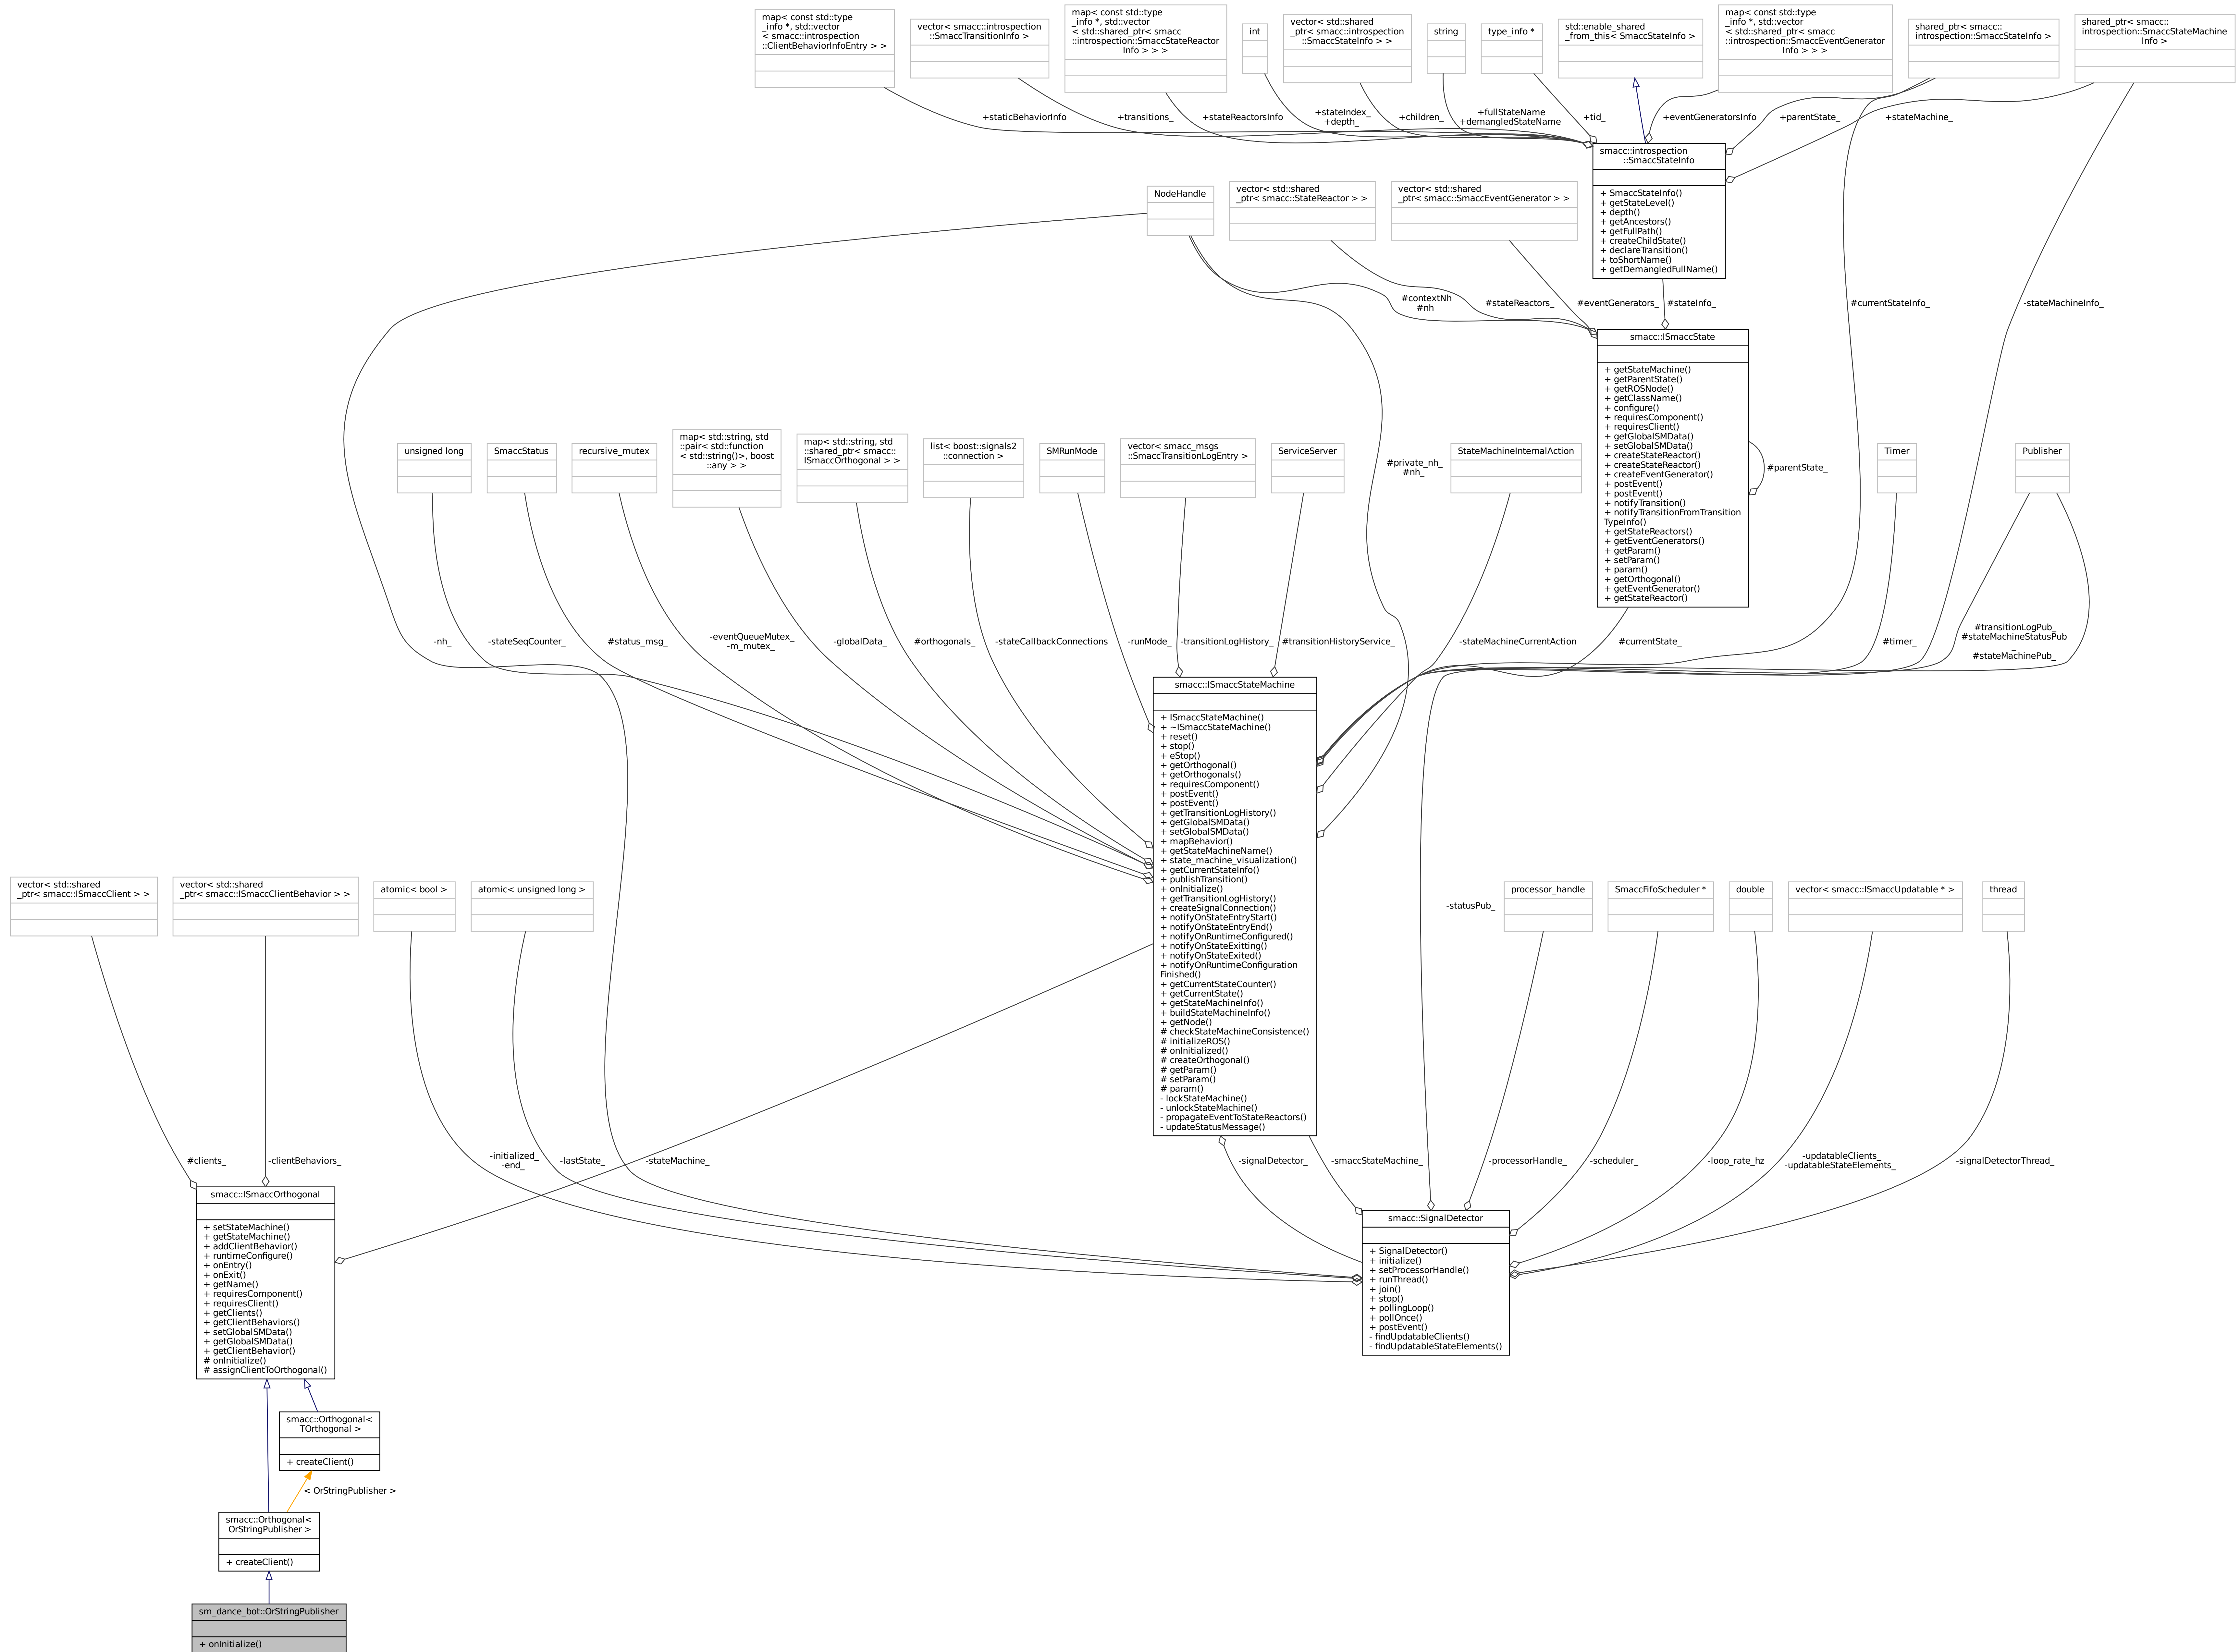 map< const std::type
_info *, std::vector
< smacc::introspection
::ClientBehaviorInfoEntry > >
vector< smacc::introspection
::SmaccTransitionInfo >
map< const std::type
_info *, std::vector
< std::shared_ptr< smacc
::introspection::SmaccStateReactor
Info > > >
int
vector< std::shared
_ptr< smacc::introspection
::SmaccStateInfo > >
string
type_info *
std::enable_shared
_from_this< SmaccStateInfo >
map< const std::type
_info *, std::vector
< std::shared_ptr< smacc
::introspection::SmaccEventGenerator
Info > > >
shared_ptr< smacc::
introspection::SmaccStateInfo >
shared_ptr< smacc::
introspection::SmaccStateMachine
Info >
+staticBehaviorInfo
+transitions_
+stateReactorsInfo
+stateIndex_
+depth_
+children_
+fullStateName
+demangledStateName
+tid_
+eventGeneratorsInfo
+parentState_
+stateMachine_
smacc::introspection
::SmaccStateInfo
+ SmaccStateInfo()
+ getStateLevel()
+ depth()
+ getAncestors()
+ getFullPath()
+ createChildState()
+ declareTransition()
+ toShortName()
+ getDemangledFullName()
NodeHandle
vector< std::shared
_ptr< smacc::StateReactor > >
vector< std::shared
_ptr< smacc::SmaccEventGenerator > >
#contextNh
#nh
#stateReactors_
#eventGenerators_
#stateInfo_
#currentStateInfo_
-stateMachineInfo_
smacc::ISmaccState
+ getStateMachine()
+ getParentState()
+ getROSNode()
+ getClassName()
+ configure()
+ requiresComponent()
+ requiresClient()
+ getGlobalSMData()
+ setGlobalSMData()
+ createStateReactor()
+ createStateReactor()
+ createEventGenerator()
+ postEvent()
+ postEvent()
+ notifyTransition()
+ notifyTransitionFromTransition
TypeInfo()
+ getStateReactors()
+ getEventGenerators()
+ getParam()
+ setParam()
+ param()
+ getOrthogonal()
+ getEventGenerator()
+ getStateReactor()
#parentState_
unsigned long
SmaccStatus
recursive_mutex
map< std::string, std
::pair< std::function
< std::string()>, boost
::any > >
map< std::string, std
::shared_ptr< smacc::
ISmaccOrthogonal > >
list< boost::signals2
::connection >
SMRunMode
vector< smacc_msgs
::SmaccTransitionLogEntry >
ServiceServer
#private_nh_
#nh_
StateMachineInternalAction
Timer
Publisher
-nh_
-stateSeqCounter_
#status_msg_
-eventQueueMutex_
-m_mutex_
-globalData_
#orthogonals_
-stateCallbackConnections
-runMode_
-transitionLogHistory_
#transitionHistoryService_
-stateMachineCurrentAction
#currentState_
#timer_
#transitionLogPub_
#stateMachineStatusPub
_
#stateMachinePub_
smacc::ISmaccStateMachine
+ ISmaccStateMachine()
+ ~ISmaccStateMachine()
+ reset()
+ stop()
+ eStop()
+ getOrthogonal()
+ getOrthogonals()
+ requiresComponent()
+ postEvent()
+ postEvent()
+ getTransitionLogHistory()
+ getGlobalSMData()
+ setGlobalSMData()
+ mapBehavior()
+ getStateMachineName()
+ state_machine_visualization()
+ getCurrentStateInfo()
+ publishTransition()
+ onInitialize()
+ getTransitionLogHistory()
+ createSignalConnection()
+ notifyOnStateEntryStart()
+ notifyOnStateEntryEnd()
+ notifyOnRuntimeConfigured()
+ notifyOnStateExitting()
+ notifyOnStateExited()
+ notifyOnRuntimeConfiguration
Finished()
+ getCurrentStateCounter()
+ getCurrentState()
+ getStateMachineInfo()
+ buildStateMachineInfo()
+ getNode()
# checkStateMachineConsistence()
# initializeROS()
# onInitialized()
# createOrthogonal()
# getParam()
# setParam()
# param()
- lockStateMachine()
- unlockStateMachine()
- propagateEventToStateReactors()
- updateStatusMessage()
vector< std::shared
_ptr< smacc::ISmaccClient > >
vector< std::shared
_ptr< smacc::ISmaccClientBehavior > >
atomic< bool >
atomic< unsigned long >
-statusPub_
processor_handle
SmaccFifoScheduler *
double
vector< smacc::ISmaccUpdatable * >
thread
#clients_
-clientBehaviors_
-initialized_
-end_
-lastState_
-stateMachine_
-signalDetector_
-smaccStateMachine_
-processorHandle_
-scheduler_
-loop_rate_hz
-updatableClients_
-updatableStateElements_
-signalDetectorThread_
smacc::ISmaccOrthogonal
+ setStateMachine()
+ getStateMachine()
+ addClientBehavior()
+ runtimeConfigure()
+ onEntry()
+ onExit()
+ getName()
+ requiresComponent()
+ requiresClient()
+ getClients()
+ getClientBehaviors()
+ setGlobalSMData()
+ getGlobalSMData()
+ getClientBehavior()
# onInitialize()
# assignClientToOrthogonal()
smacc::SignalDetector
+ SignalDetector()
+ initialize()
+ setProcessorHandle()
+ runThread()
+ join()
+ stop()
+ pollingLoop()
+ pollOnce()
+ postEvent()
- findUpdatableClients()
- findUpdatableStateElements()
smacc::Orthogonal<
TOrthogonal >
+ createClient()
< OrStringPublisher >
smacc::Orthogonal<
OrStringPublisher >
+ createClient()
sm_dance_bot::OrStringPublisher
+ onInitialize()